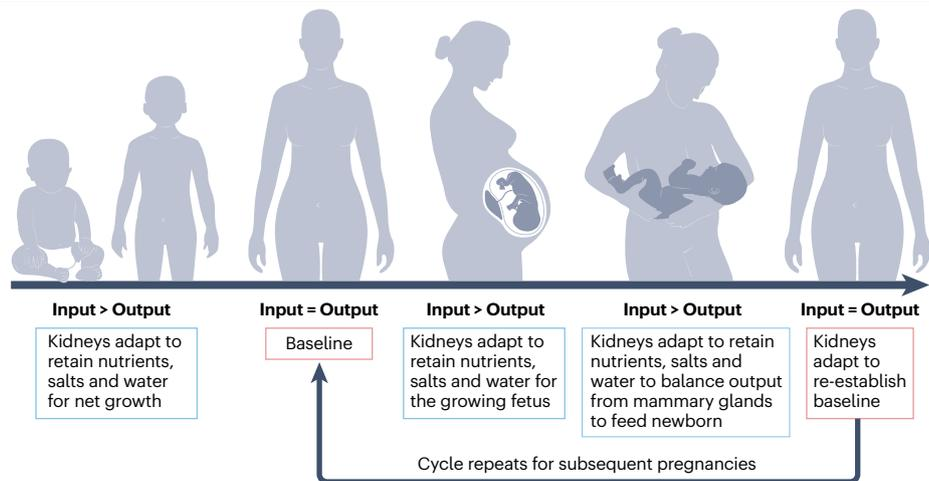 Input > Output
Kidneys adapt to
retain nutrients,
salts and water
for net growth
Input = Output
Baseline
Input > Output
Kidneys adapt to
retain nutrients,
salts and water for
the growing fetus
Input > Output
Kidneys adapt to retain
nutrients, salts and
water to balance output
from mammary glands
to feed newborn
Input = Output
Kidneys
adapt to
re-establish
baseline
Cycle repeats for subsequent pregnancies